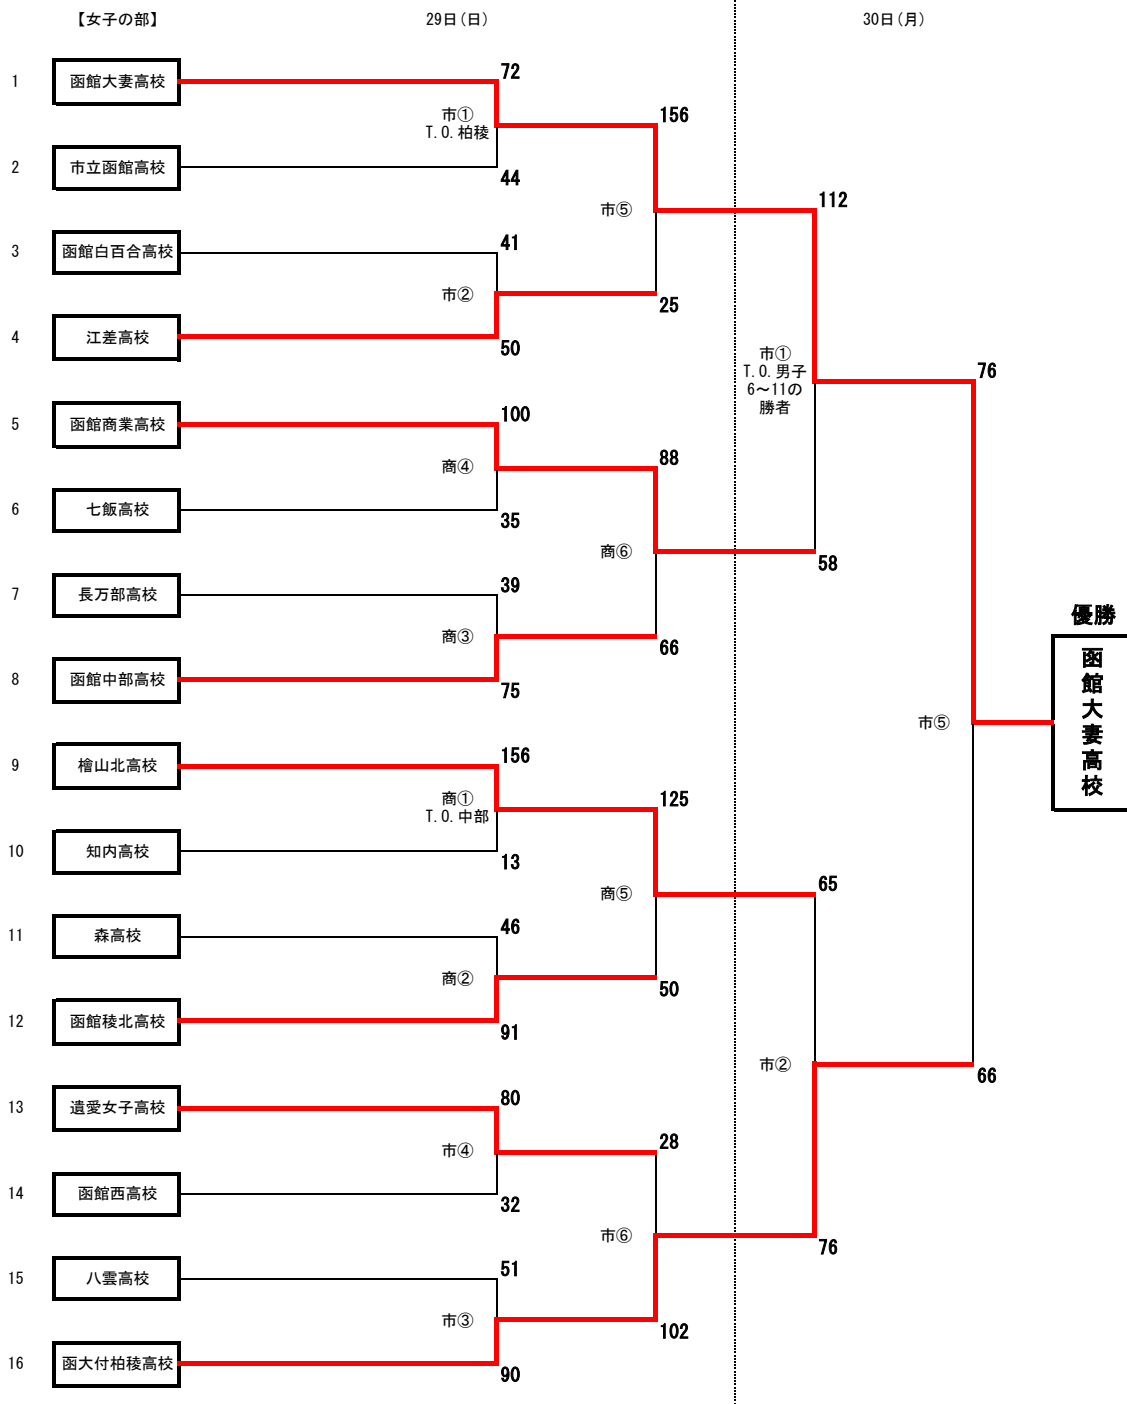 【女子の部】
29日(日)
30日(月)
1
函館大妻高校
72
市①
T.O.柏稜
156
2
市立函館高校
44
市⑤
112
3
函館白百合高校
41
市②
25
4
江差高校
50
市①
T.O.男子
6～11の
勝者
76
5
函館商業高校
100
商④
88
6
七飯高校
35
商⑥
58
7
長万部高校
39
商③
66
8
函館中部高校
75
優勝
函館大妻高校
市⑤
9
檜山北高校
156
商①
T.O.中部
125
10
知内高校
13
商⑤
65
11
森高校
46
商②
50
12
函館稜北高校
91
市②
66
13
遺愛女子高校
80
市④
28
14
函館西高校
32
市⑥
76
15
八雲高校
51
市③
102
16
函大付柏稜高校
90